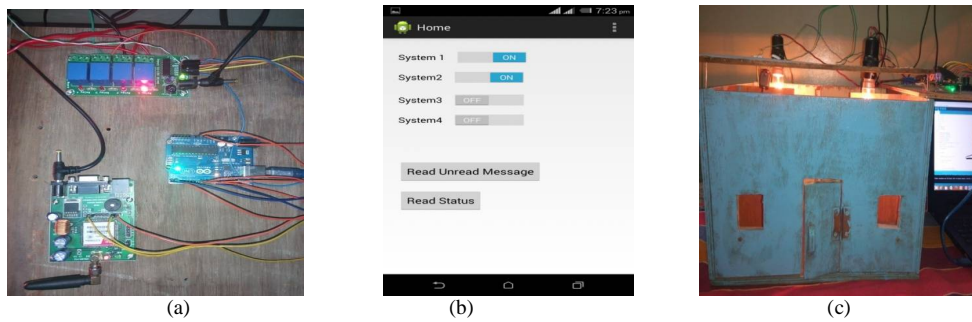 7:23 pm
Home
System 1 ON
System2 ON
System3 OFF
System4 OFF
Read Unread Message
Read Status
(a) (b) (c)